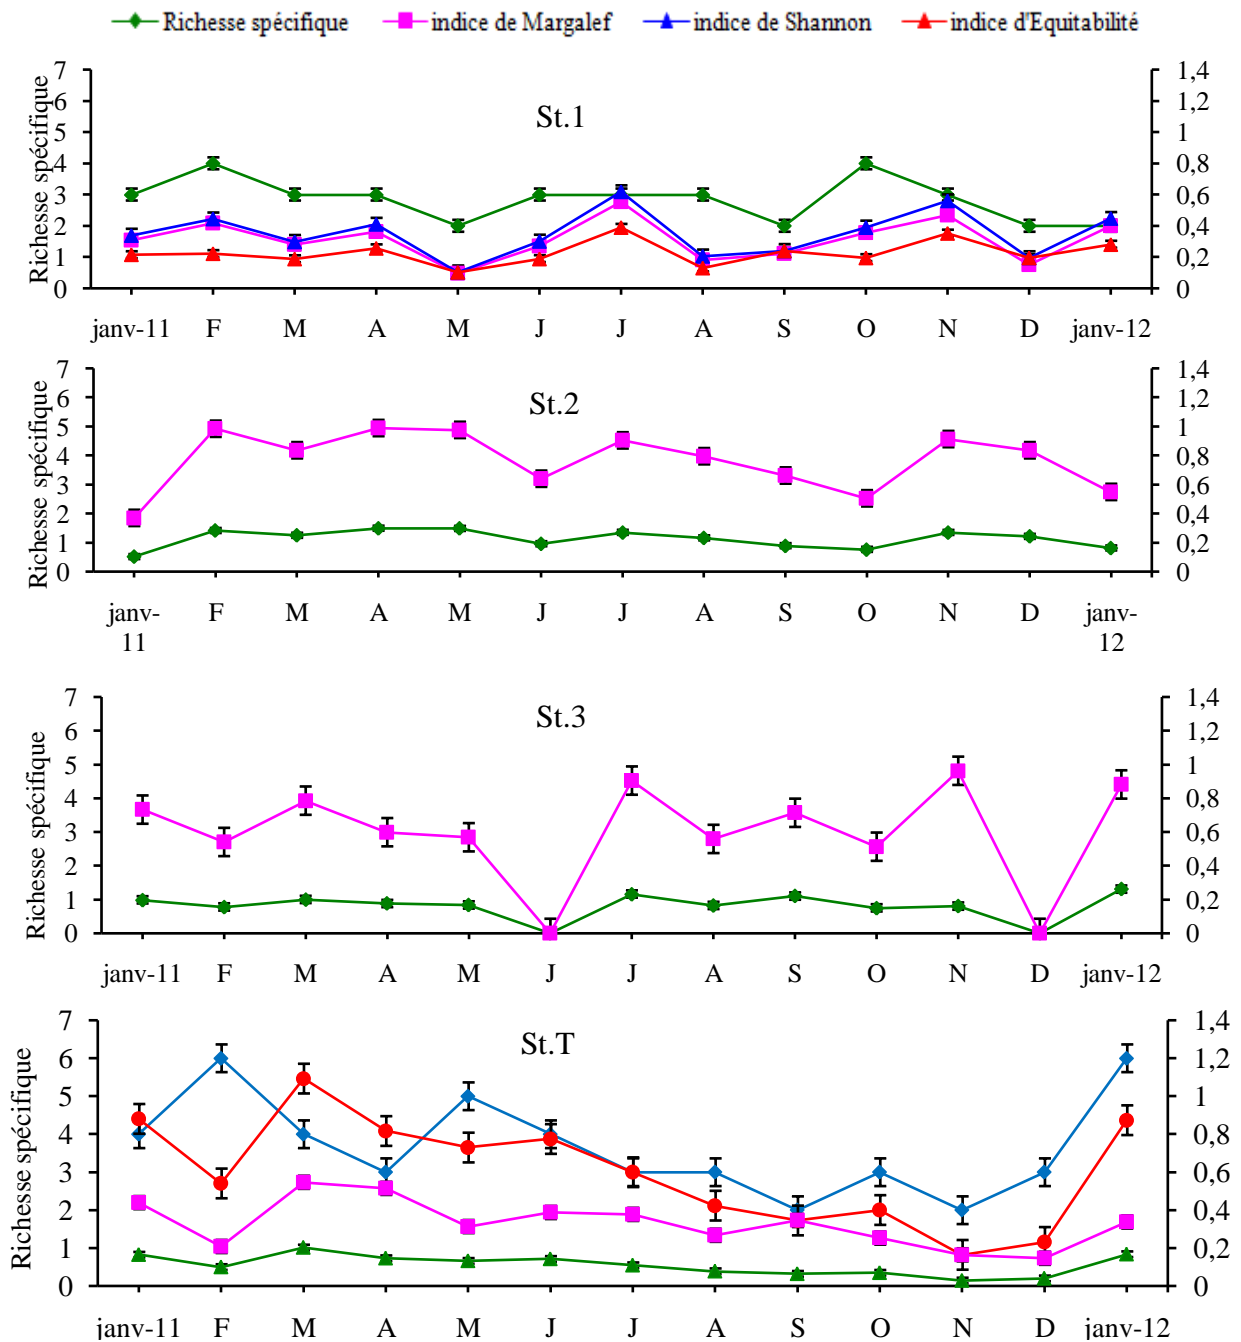 Richesse spécifique indice de Margalef indice de Shannon indice d'Equitabilité
St.1
Richesse spécifique
7 6 5 4 3 2 1 0
1,4 1,2 1 0,8 0,6 0,4 0,2 0
janv-11 F M A M J J A S O N D janv-12
St.2
Richesse spécifique
7 6 5 4 3 2 1 0
1,4 1,2 1 0,8 0,6 0,4 0,2 0
janv- F M A M J J A S O N D janv-
11 12
St.3
Richesse spécifique
7 6 5 4 3 2 1 0
1,4 1,2 1 0,8 0,6 0,4 0,2 0
janv-11 F M A M J J A S O N D janv-12
St.T
Richesse spécifique
7 6 5 4 3 2 1 0
1,4 1,2 1 0,8 0,6 0,4 0,2 0
janv-11 F M A M J J A S O N D janv-12